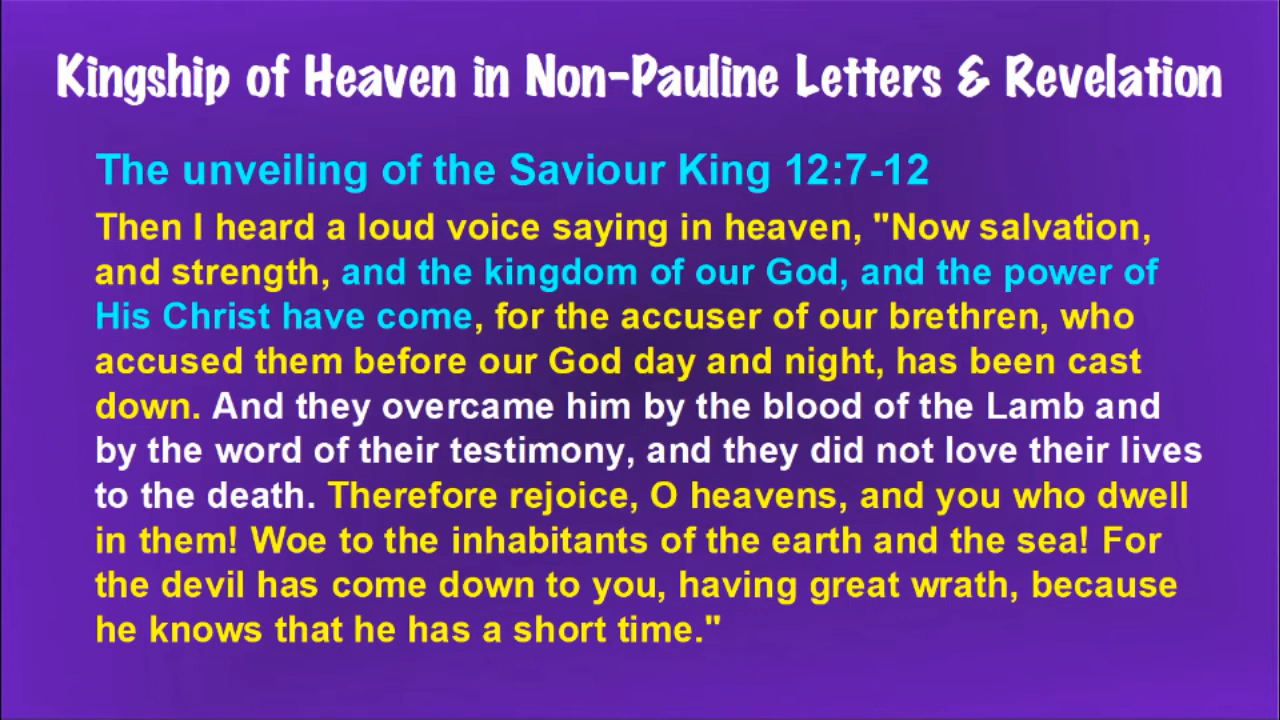 Kingship of Heaven in Non-Pauline Letters & Revelation
The unveiling of the Saviour King 12:7-12
Then I heard a loud voice saying in heaven, "Now salvation,
and strength, and the kingdom of our God, and the power of
His Christ have come, for the accuser of our brethren, who
accused them before our God day and night, has been cast
down. And they overcame him by the blood of the Lamb and
by the word of their testimony, and they did not love their lives
to the death. Therefore rejoice, O heavens, and you who dwell
in them! Woe to the inhabitants of the earth and the sea! For
the devil has come down to you, having great wrath, because
he knows that he has a short time."